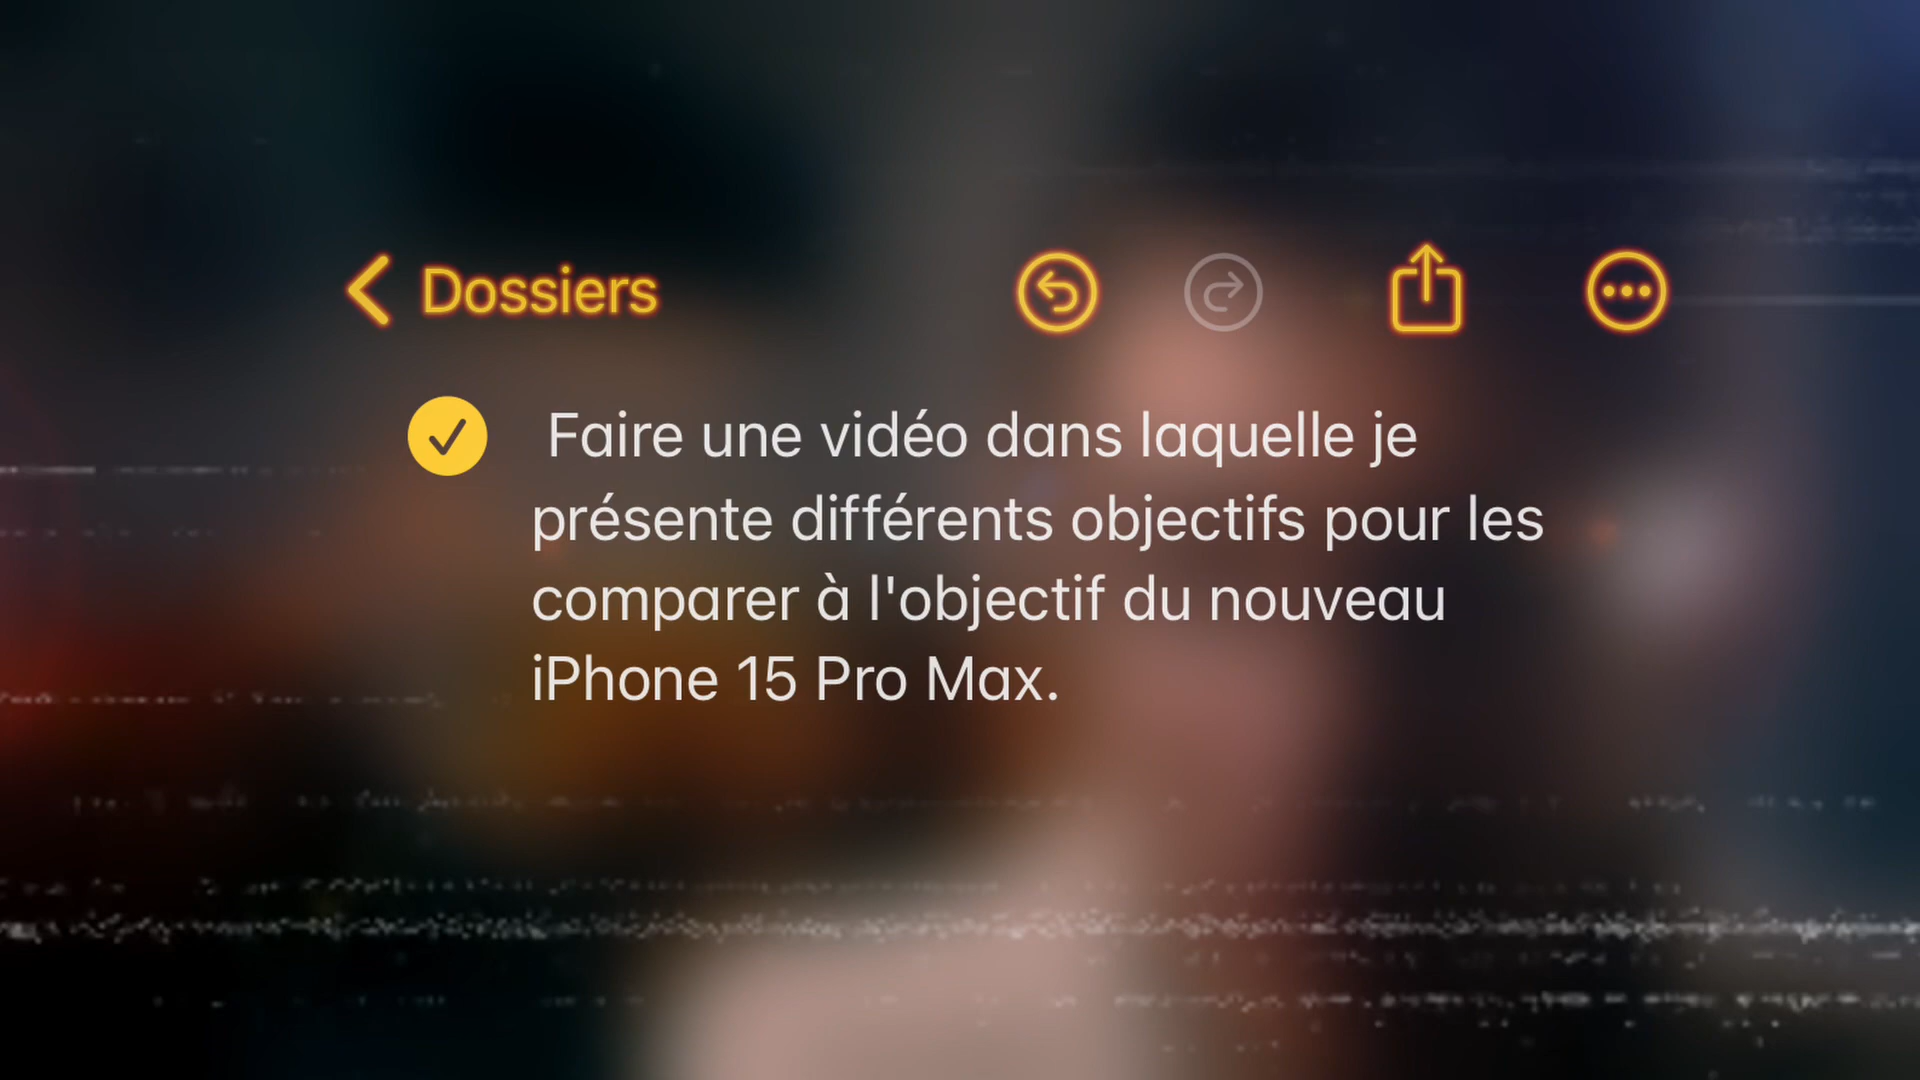 Dossiers
Faire une vidéo dans laquelle je
présente différents objectifs pour les
comparer à l'objectif du nouveau
iPhone 15 Pro Max.